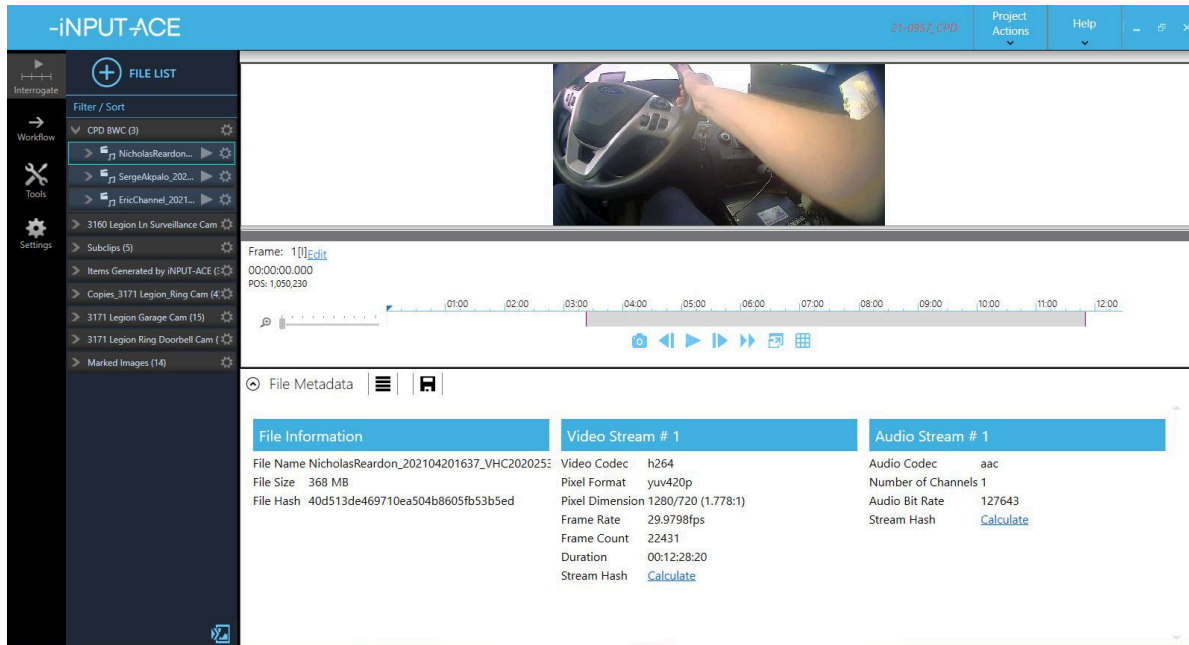 -iNPUT-ACE
21-0957_CPD
Project Actions
Help
Interrogate
Workflow
Tools
Settings
FILE LIST
Filter / Sort
CPD BWC (3)
NicholasReardon...
SergeAkpalo_202...
EricChannel_2021...
3160 Legion Ln Surveillance Cam
Subclips (5)
Items Generated by iNPUT-ACE (
Copies_3171 Legion_Ring Cam (4
3171 Legion Garage Cam (15)
3171 Legion Ring Doorbell Cam (
Marked Images (14)
Frame: 1[I] Edit
00:00:00.000
POS: 1,050,230
01:00 02:00 03:00 04:00 05:00 06:00 07:00 08:00 09:00 10:00 11:00 12:00
File Metadata
File Information
File Name NicholasReardon_202104201637_VHC2020253
File Size 368 MB
File Hash 40d513de469710ea504b8605fb53b5ed
Video Stream # 1
Video Codec h264
Pixel Format yuv420p
Pixel Dimension 1280/720 (1.778:1)
Frame Rate 29.9798fps
Frame Count 22431
Duration 00:12:28:20
Stream Hash Calculate
Audio Stream # 1
Audio Codec aac
Number of Channels 1
Audio Bit Rate 127643
Stream Hash Calculate